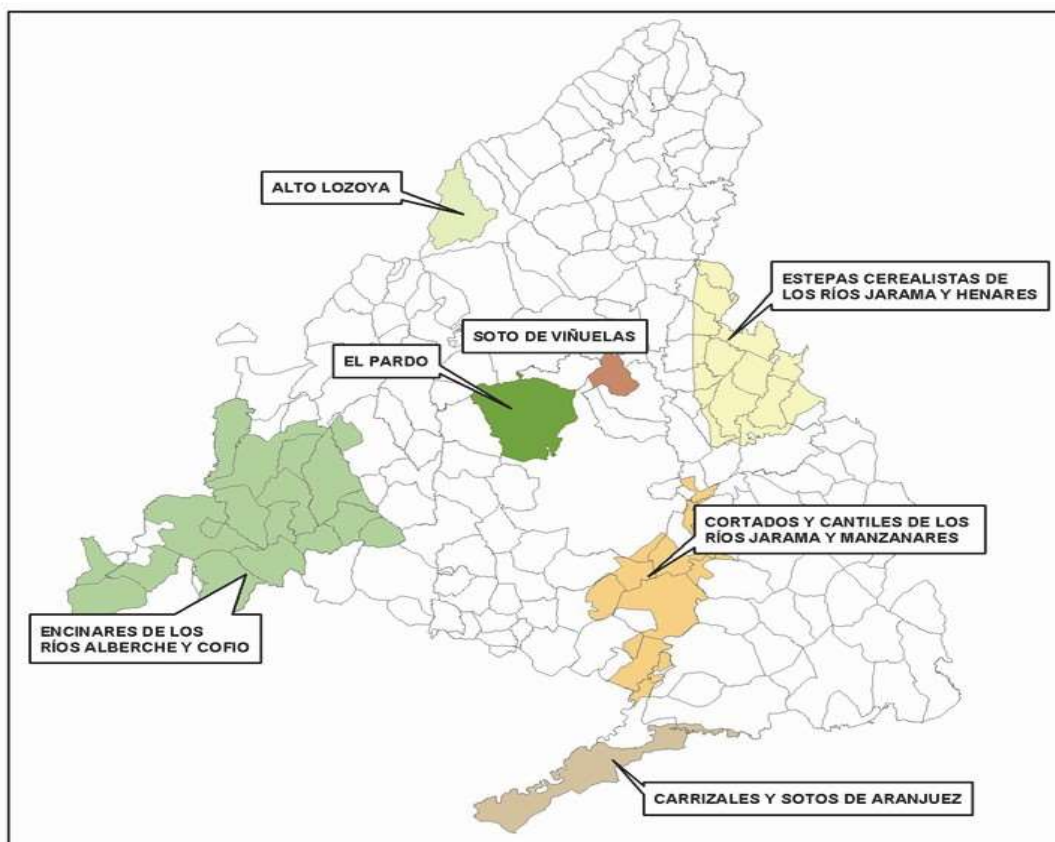 ALTO LOZOYA
ESTEPAS CEREALISTAS DE
LOS RÍOS JARAMA Y HENARES
SOTO DE VIÑUELAS
EL PARDO
CORTADOS Y CANTILES DE LOS
RÍOS JARAMA Y MANZANARES
ENCINARES DE LOS
RÍOS ALBERCHE Y COFIO
CARRIZALES Y SOTOS DE ARANJUEZ